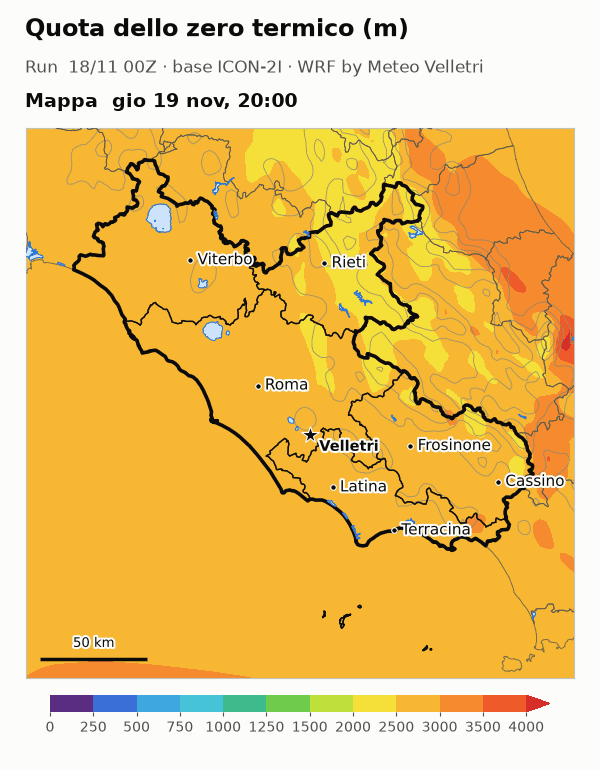 Quota dello zero termico (m)
Run 18/11 00Z · base ICON-2I · WRF by Meteo Velletri
Mappa gio 19 nov, 20:00
Viterbo
Rieti
Roma
Velletri
Frosinone
Latina
Cassino
Terracina
50 km
0 250 500 750 1000 1250 1500 2000 2500 3000 3500 4000